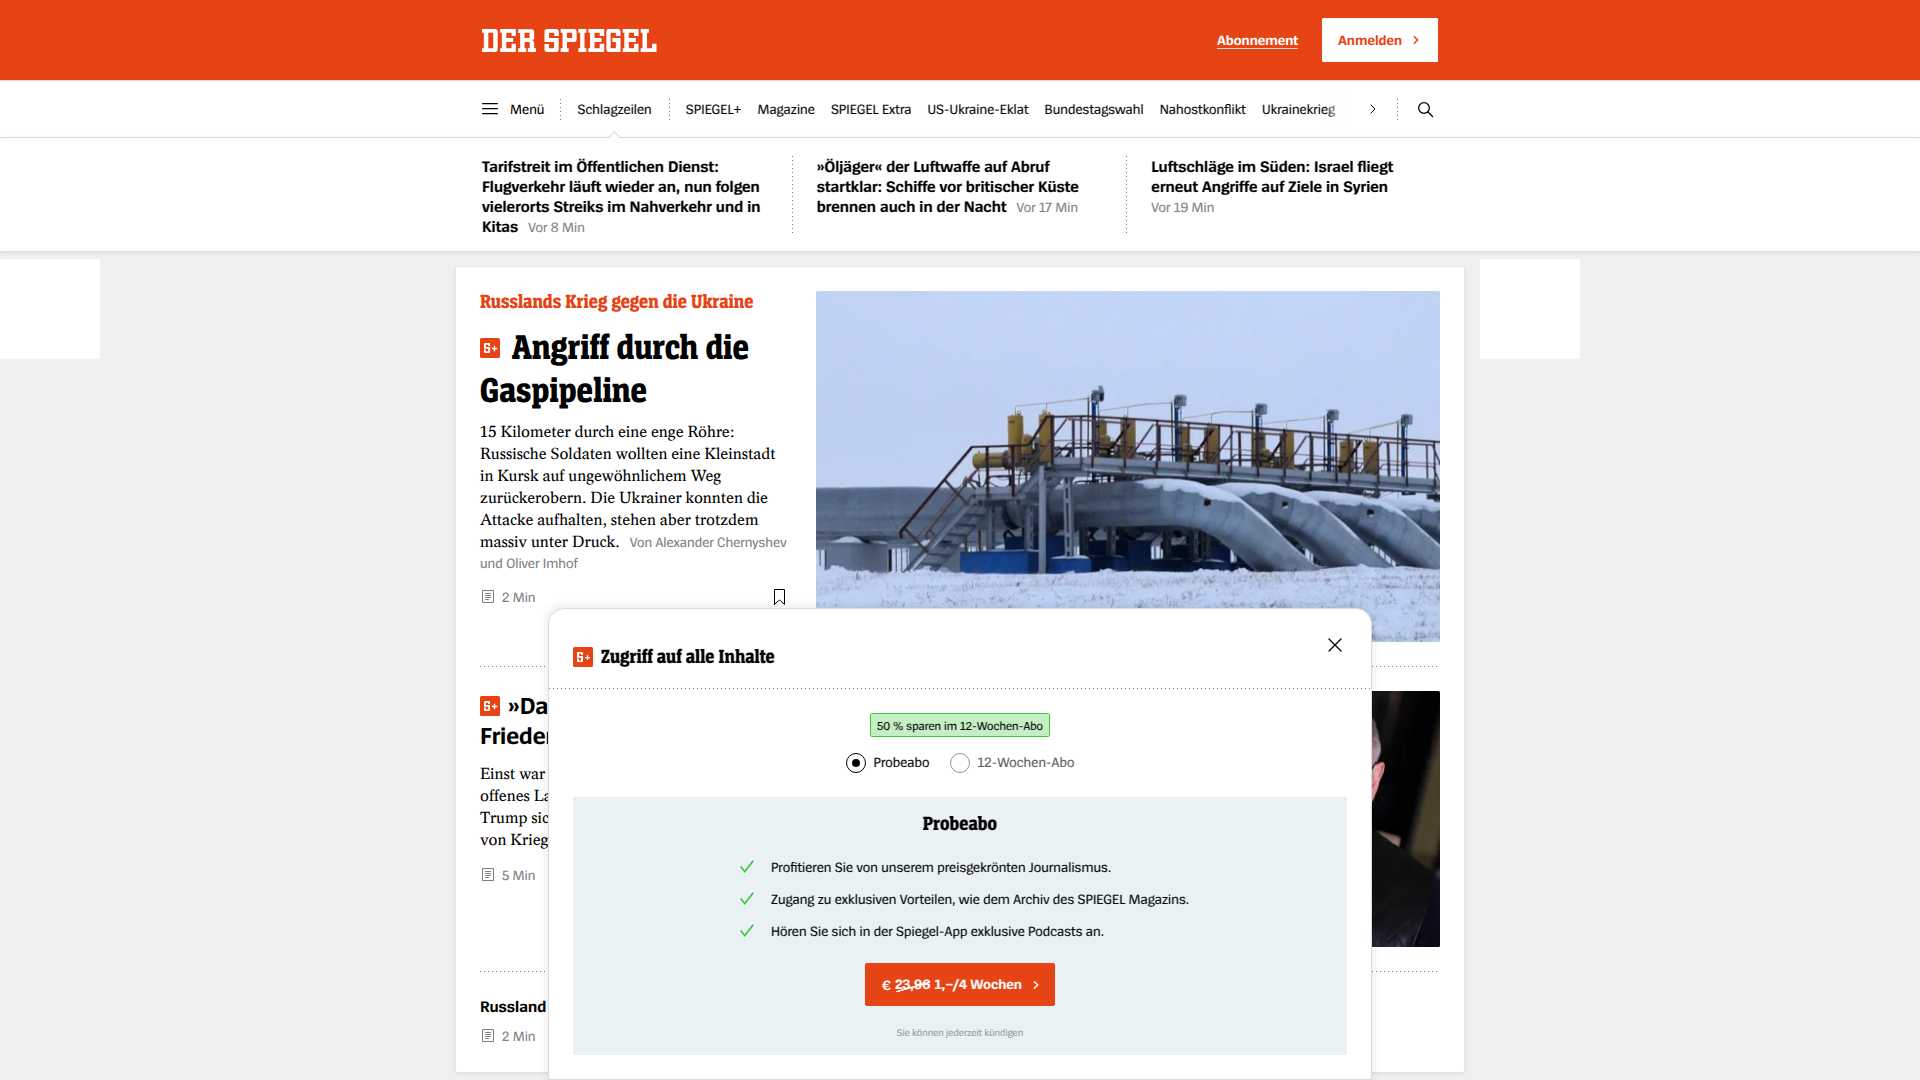 DER SPIEGEL
Abonnement
Anmelden
Menü
Schlagzeilen
SPIEGEL+
Magazine
SPIEGEL Extra
US-Ukraine-Eklat
Bundestagswahl
Nahostkonflikt
Ukrainekrieg
Tarifstreit im Öffentlichen Dienst:
Flugverkehr läuft wieder an, nun folgen
vielerorts Streiks im Nahverkehr und in
Kitas Vor 8 Min
»Öljäger« der Luftwaffe auf Abruf
startklar: Schiffe vor britischer Küste
brennen auch in der Nacht Vor 17 Min
Luftschläge im Süden: Israel fliegt
erneut Angriffe auf Ziele in Syrien
Vor 19 Min
Russlands Krieg gegen die Ukraine
S+ Angriff durch die
Gaspipeline
15 Kilometer durch eine enge Röhre:
Russische Soldaten wollten eine Kleinstadt
in Kursk auf ungewöhnlichem Weg
zurückerobern. Die Ukrainer konnten die
Attacke aufhalten, stehen aber trotzdem
massiv unter Druck. Von Alexander Chernyshev
und Oliver Imhof
2 Min
S+ »Da
Frieder
Einst war
offenes La
Trump sic
von Krieg
5 Min
Russland
2 Min
S+ Zugriff auf alle Inhalte
50 % sparen im 12-Wochen-Abo
Probeabo
12-Wochen-Abo
Probeabo
Profitieren Sie von unserem preisgekrönten Journalismus.
Zugang zu exklusiven Vorteilen, wie dem Archiv des SPIEGEL Magazins.
Hören Sie sich in der Spiegel-App exklusive Podcasts an.
€ 23,96 1,–/4 Wochen
Sie können jederzeit kündigen